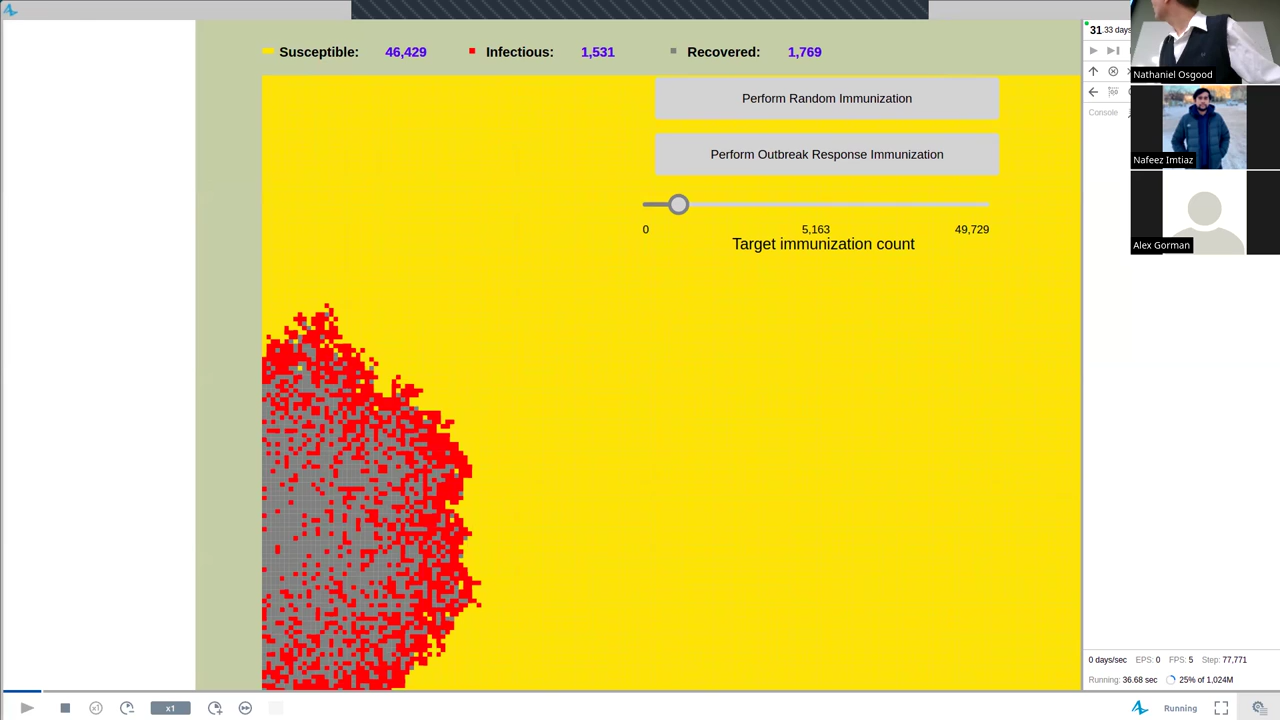 Susceptible: 46,429 Infectious: 1,531 Recovered: 1,769
31.33 days
Nathaniel Osgood
Perform Random Immunization
Console
Perform Outbreak Response Immunization
Nafeez Imtiaz
0 5,163 49,729
Target immunization count
Alex Gorman
0 days/sec EPS: 0 FPS: 5 Step: 77,771
Running: 36.68 sec 25% of 1,024M
x1 x1 Running